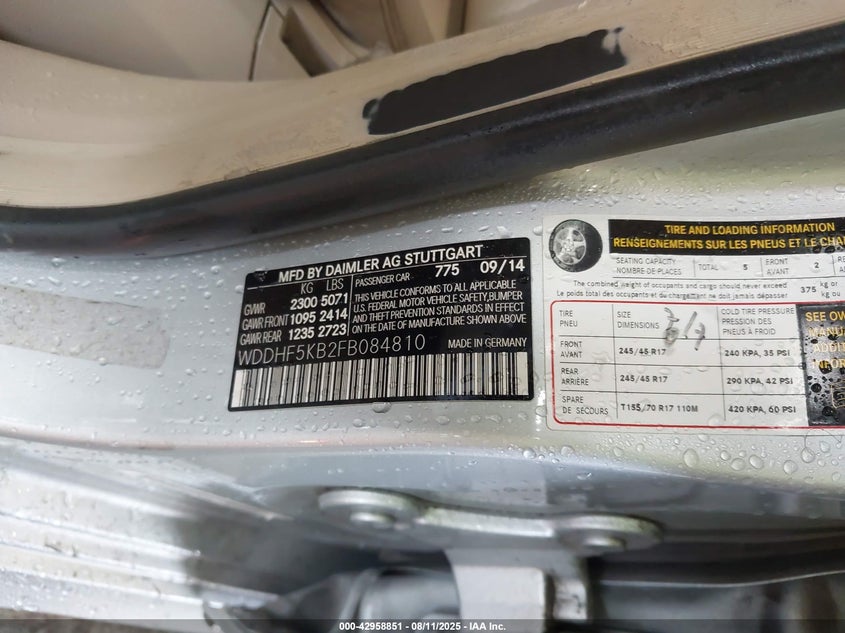 MFD BY DAIMLER AG STUTTGART
KG LBS PASSENGER CAR 775 09/14
GVWR 2300 5071
GAWR FRONT 1095 2414
GAWR REAR 1235 2723
THIS VEHICLE CONFORMS TO ALL APPLICABLE
U.S. FEDERAL MOTOR VEHICLE SAFETY, BUMPER
AND THEFT PREVENTION STANDARDS IN EFFECT
ON THE DATE OF MANUFACTURE SHOWN ABOVE
WDDHF5KB2FB084810 MADE IN GERMANY
TIRE AND LOADING INFORMATION
RENSEIGNEMENTS SUR LES PNEUS ET LE
SEATING CAPACITY
NOMBRE DE PLACES
TOTAL 5
FRONT
AVANT
2
The combined weight of occupants and cargo should never exceed
Le poids total des occupants et du chargement ne doit jamais dépasser
375 kg or
kg ou
TIRE
PNEU
SIZE
DIMENSIONS
COLD TIRE PRESSURE
PRESSION DES
PNEUS À FROID
FRONT
AVANT
245/45 R17
240 KPA, 35 PSI
REAR
ARRIÈRE
245/45 R17
290 KPA, 42 PSI
SPARE
DE SECOURS
T155/70 R17 110M
420 KPA, 60 PSI
SEE
000-42958851 - 08/11/2025 - IAA Inc.